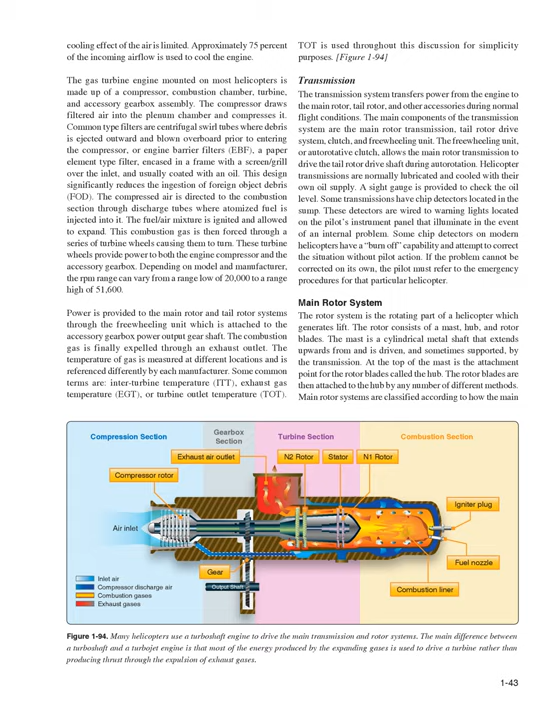 cooling effect of the air is limited. Approximately 75 percent
of the incoming airflow is used to cool the engine.
The gas turbine engine mounted on most helicopters is
made up of a compressor, combustion chamber, turbine,
and accessory gearbox assembly. The compressor draws
filtered air into the plenum chamber and compresses it.
Common type filters are centrifugal swirl tubes where debris
is ejected outward and blown overboard prior to entering
the compressor, or engine barrier filters (EBF), a paper
element type filter, encased in a frame with a screen/grill
over the inlet, and usually coated with an oil. This design
significantly reduces the ingestion of foreign object debris
(FOD). The compressed air is directed to the combustion
section through discharge tubes where atomized fuel is
injected into it. The fuel/air mixture is ignited and allowed
to expand. This combustion gas is then forced through a
series of turbine wheels causing them to turn. These turbine
wheels provide power to both the engine compressor and the
accessory gearbox. Depending on model and manufacturer,
the rpm range can vary from a range low of 20,000 to a range
high of 51,600.
Power is provided to the main rotor and tail rotor systems
through the freewheeling unit which is attached to the
accessory gearbox power output gear shaft. The combustion
gas is finally expelled through an exhaust outlet. The
temperature of gas is measured at different locations and is
referenced differently by each manufacturer. Some common
terms are: inter-turbine temperature (ITT), exhaust gas
temperature (EGT), or turbine outlet temperature (TOT).
TOT is used throughout this discussion for simplicity
purposes. [Figure 1-94]
Transmission
The transmission system transfers power from the engine to
the main rotor, tail rotor, and other accessories during normal
flight conditions. The main components of the transmission
system are the main rotor transmission, tail rotor drive
system, clutch, and freewheeling unit. The freewheeling unit,
or autorotative clutch, allows the main rotor transmission to
drive the tail rotor drive shaft during autorotation. Helicopter
transmissions are normally lubricated and cooled with their
own oil supply. A sight gauge is provided to check the oil
level. Some transmissions have chip detectors located in the
sump. These detectors are wired to warning lights located
on the pilot's instrument panel that illuminate in the event
of an internal problem. Some chip detectors on modern
helicopters have a “burn off” capability and attempt to correct
the situation without pilot action. If the problem cannot be
corrected on its own, the pilot must refer to the emergency
procedures for that particular helicopter.
Main Rotor System
The rotor system is the rotating part of a helicopter which
generates lift. The rotor consists of a mast, hub, and rotor
blades. The mast is a cylindrical metal shaft that extends
upwards from and is driven, and sometimes supported, by
the transmission. At the top of the mast is the attachment
point for the rotor blades called the hub. The rotor blades are
then attached to the hub by any number of different methods.
Main rotor systems are classified according to how the main
Compression Section
Gearbox
Section
Turbine Section
Combustion Section
Exhaust air outlet
N2 Rotor
Stator
N1 Rotor
Compressor rotor
Igniter plug
Air inlet
Fuel nozzle
Gear
Output Shaft
Combustion liner
Inlet air
Compressor discharge air
Combustion gases
Exhaust gases
Figure 1-94. Many helicopters use a turboshaft engine to drive the main transmission and rotor systems. The main difference between
a turboshaft and a turbojet engine is that most of the energy produced by the expanding gases is used to drive a turbine rather than
producing thrust through the expulsion of exhaust gases.
1-43